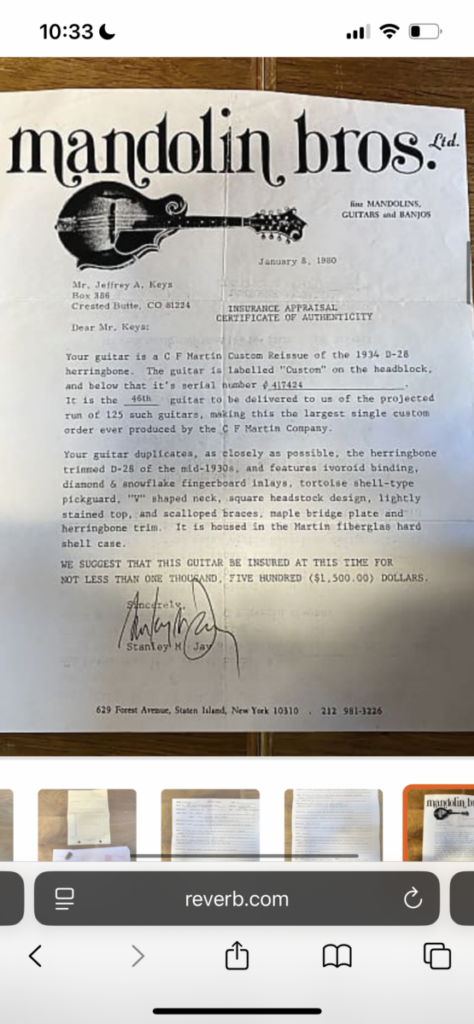 10:33
mandolin bros. Ltd.
fine MANDOLINS,
GUITARS and BANJOS
January 8, 1980
Mr. Jeffrey A. Keys
Box 386
Crested Butte, CO 81224
INSURANCE APPRAISAL
CERTIFICATE OF AUTHENTICITY
Dear Mr. Keys:
Your guitar is a C F Martin Custom Reissue of the 1934 D-28
herringbone. The guitar is labelled "Custom" on the headblock,
and below that it's serial number # 417424.
It is the 46th guitar to be delivered to us of the projected
run of 125 such guitars, making this the largest single custom
order ever produced by the C F Martin Company.
Your guitar duplicates, as closely as possible, the herringbone
trimmed D-28 of the mid-1930s, and features ivoroid binding,
diamond & snowflake fingerboard inlays, tortoise shell-type
pickguard, "V" shaped neck, square headstock design, lightly
stained top, and scalloped braces, maple bridge plate and
herringbone trim. It is housed in the Martin fiberglas hard
shell case.
WE SUGGEST THAT THIS GUITAR BE INSURED AT THIS TIME FOR
NOT LESS THAN ONE THOUSAND, FIVE HUNDRED ($1,500.00) DOLLARS.
Sincerely,
Stanley M. Jay
629 Forest Avenue, Staten Island, New York 10310 . 212 981-3226
mandolin b
reverb.com